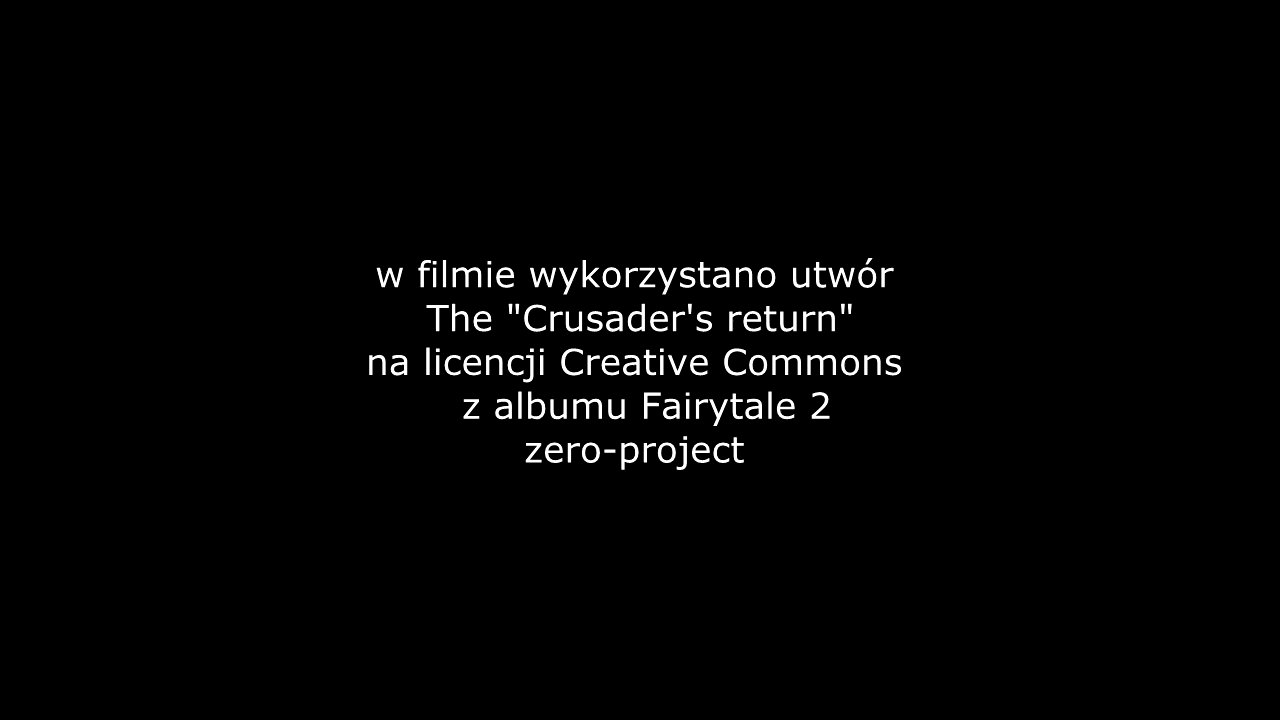 w filmie wykorzystano utwór
The "Crusader's return"
na licencji Creative Commons
z albumu Fairytale 2
zero-project